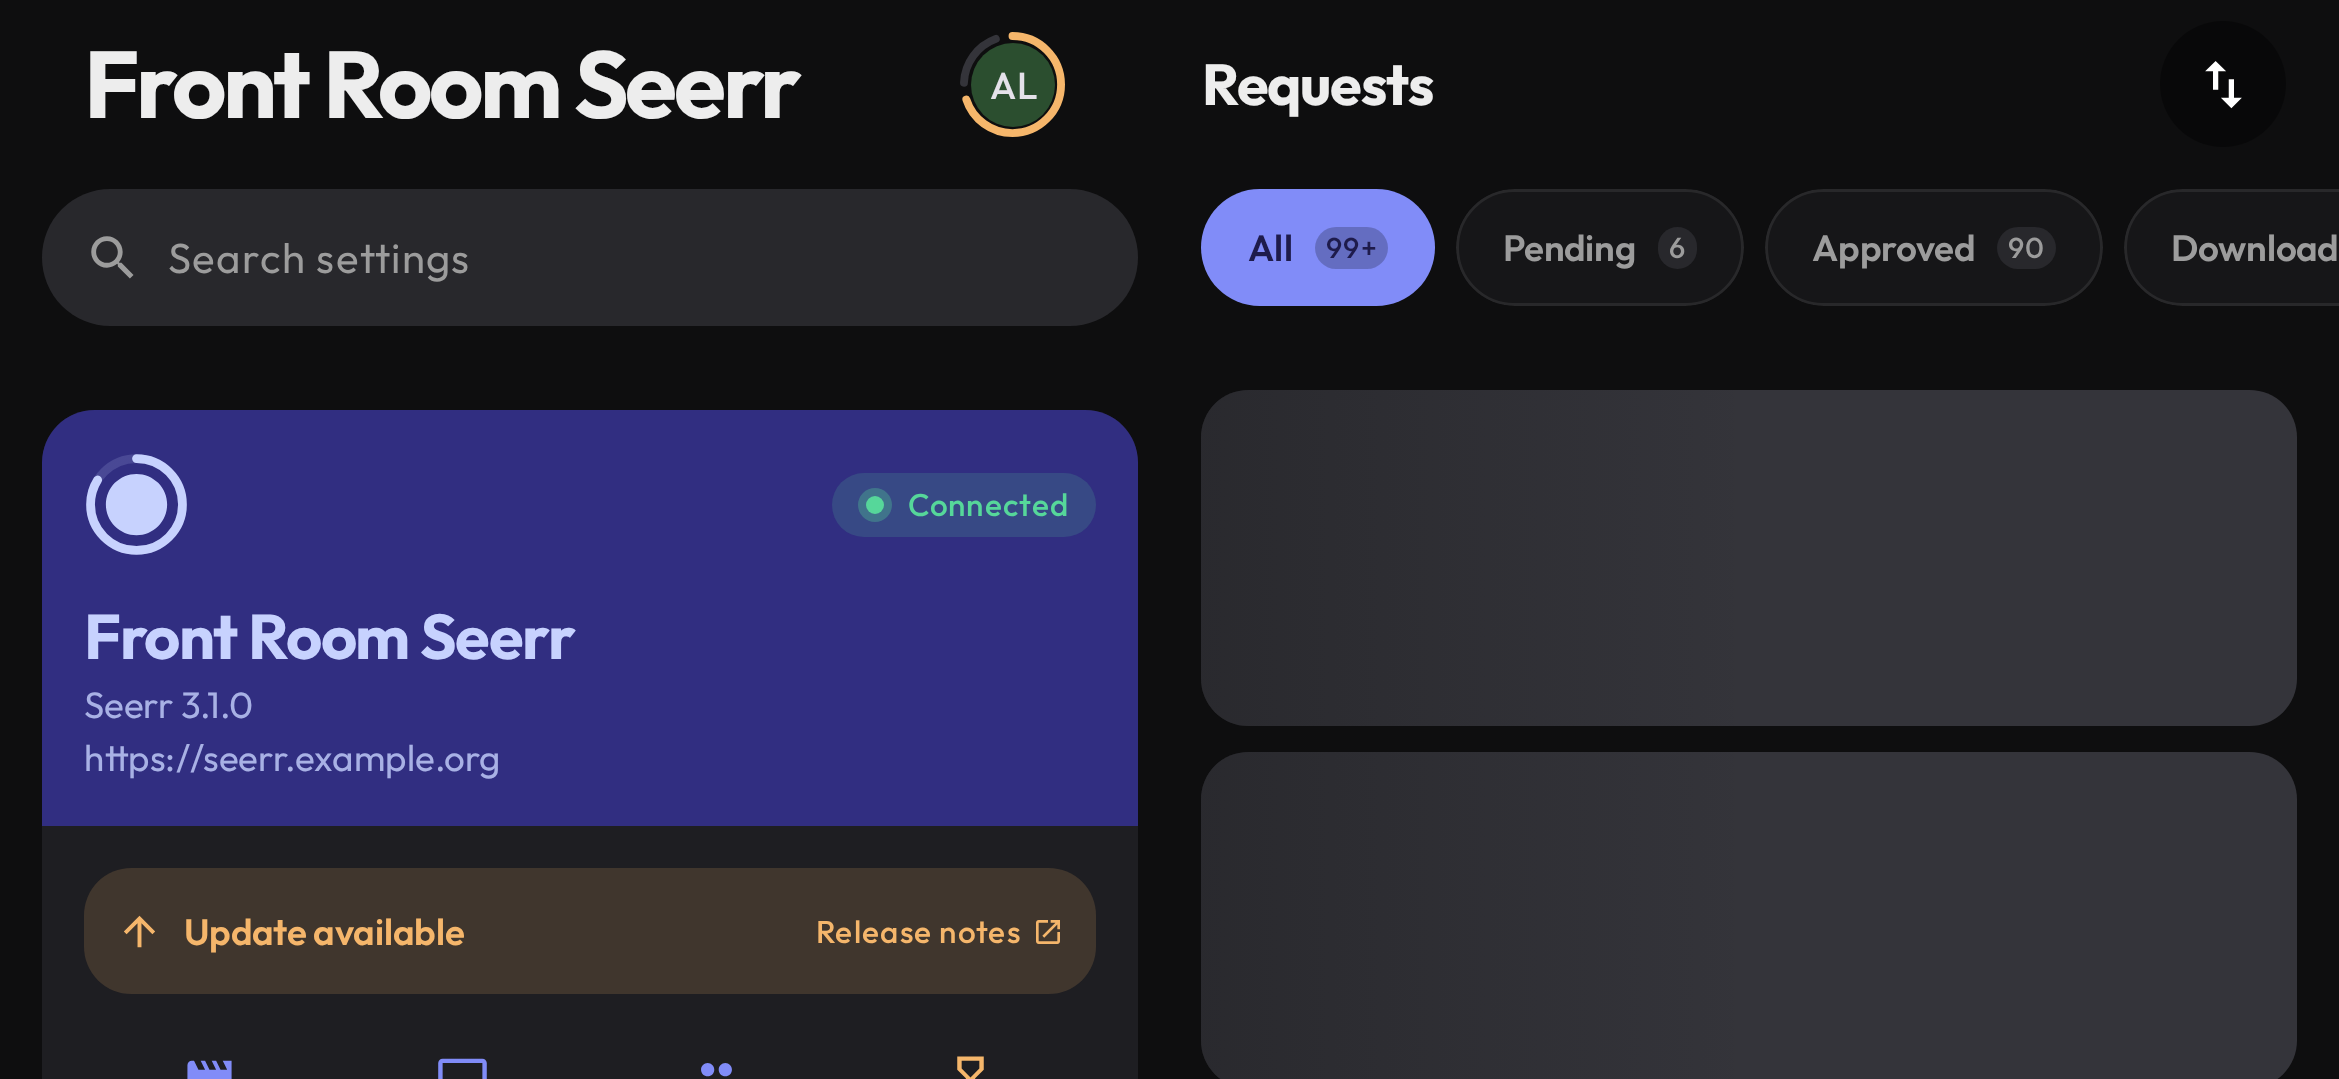 Front Room Seerr
AL
Search settings
Connected
Front Room Seerr
Seerr 3.1.0
https://seerr.example.org
Update available
Release notes
Requests
All 99+
Pending 6
Approved 90
Download